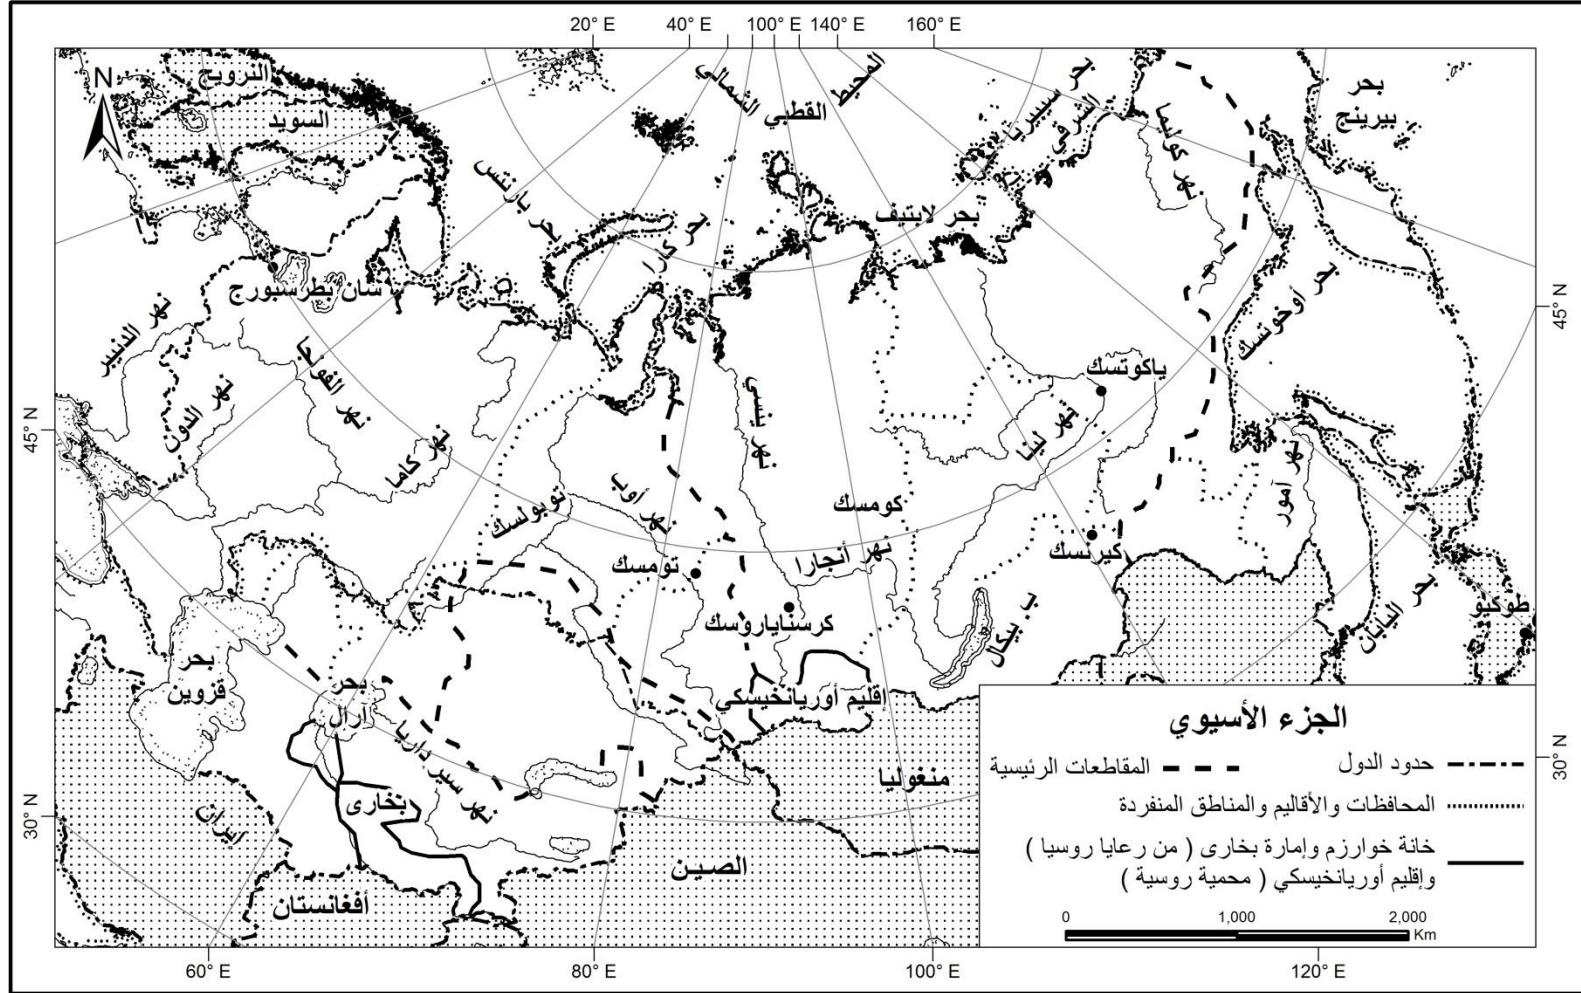 20° E
40° E
100° E
140° E
160° E
N
النرويج
السويد
المحيط
القطبي
الشمالي
بحر سيبيريا
الشرقي
بحر
بيرينج
نهر كوليما
بحر بارنتس
بحر كارا
بحر لابتيف
بحر أوخوتسك
45° N
سان بطرسبورج
نهر الدنيبر
نهر الدون
نهر الفولجا
نهر كاما
نهر ينسي
ياكوتسك
نهر لينا
45° N
توبولسك
نهر أوب
كومسك
نهر آمور
تومسك
نهر أنجارا
كيرنسك
كرسناياروسك
ب. بيكال
بحر اليابان
طوكيو
بحر
قزوين
بحر
آرال
إقليم أوريانخيسكي
نهر سير داريا
منغوليا
بخارى
ايران
الصين
أفغانستان
30° N
30° N
الجزء الأسيوي
حدود الدول
المقاطعات الرئيسية
المحافظات والأقاليم والمناطق المنفردة
خانة خوارزم وإمارة بخارى ( من رعايا روسيا )
وإقليم أوريانخيسكي ( محمية روسية )
0
1,000
2,000
Km
60° E
80° E
100° E
120° E